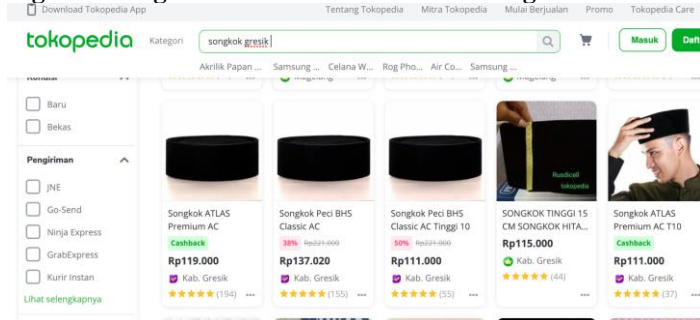 Download Tokopedia App
Tentang Tokopedia Mitra Tokopedia Mulai Berjualan Promo Tokopedia Care
tokopedia
Kategori
songkok gresik
Masuk
Daft
Akrilik Papan ... Samsung ... Celana W... Rog Pho... Air Co... Samsung ...
Kondisi
Magelang
Magelang
Baru
Bekas
Pengiriman
JNE
Go-Send
Ninja Express
GrabExpress
Kurir Instan
Lihat selengkapnya
Songkok ATLAS
Premium AC
Cashback
Rp119.000
Kab. Gresik
(194)
Songkok Peci BHS
Classic AC
38% Rp221.000
Rp137.020
Kab. Gresik
(155)
Songkok Peci BHS
Classic AC Tinggi 10
50% Rp221.000
Rp111.000
Kab. Gresik
(55)
Rusdicell
tokopedia
SONGKOK TINGGI 15
CM SONGKOK HITA...
Rp115.000
Kab. Gresik
(44)
Songkok ATLAS
Premium AC T10
Cashback
Rp111.000
Kab. Gresik
(37)